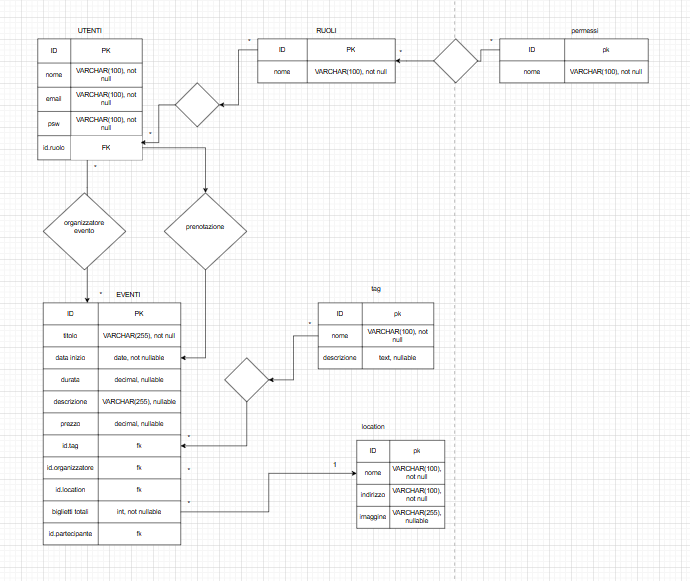 UTENTI
ID PK
nome VARCHAR(100), not
null
email VARCHAR(100), not
null
psw VARCHAR(100), not
null
id.ruolo FK
*
*
RUOLI
ID PK
nome VARCHAR(100), not null
*
*
permessi
ID pk
nome VARCHAR(100), not null
*
*
organizzatore
evento
prenotazione
*
EVENTI
ID PK
titolo VARCHAR(255), not null
data inizio date, not nullable
durata decimal, nullable
descrizione VARCHAR(255), nullable
prezzo decimal, nullable
id.tag fk
id.organizzatore fk
id.location fk
biglietti totali int, not nullable
id.partecipante fk
*
*
*
tag
ID pk
nome VARCHAR(100), not
null
descrizione text, nullable
*
location
1
ID pk
nome VARCHAR(100),
not null
indirizzo VARCHAR(100),
not null
imaggine VARCHAR(255),
nullable